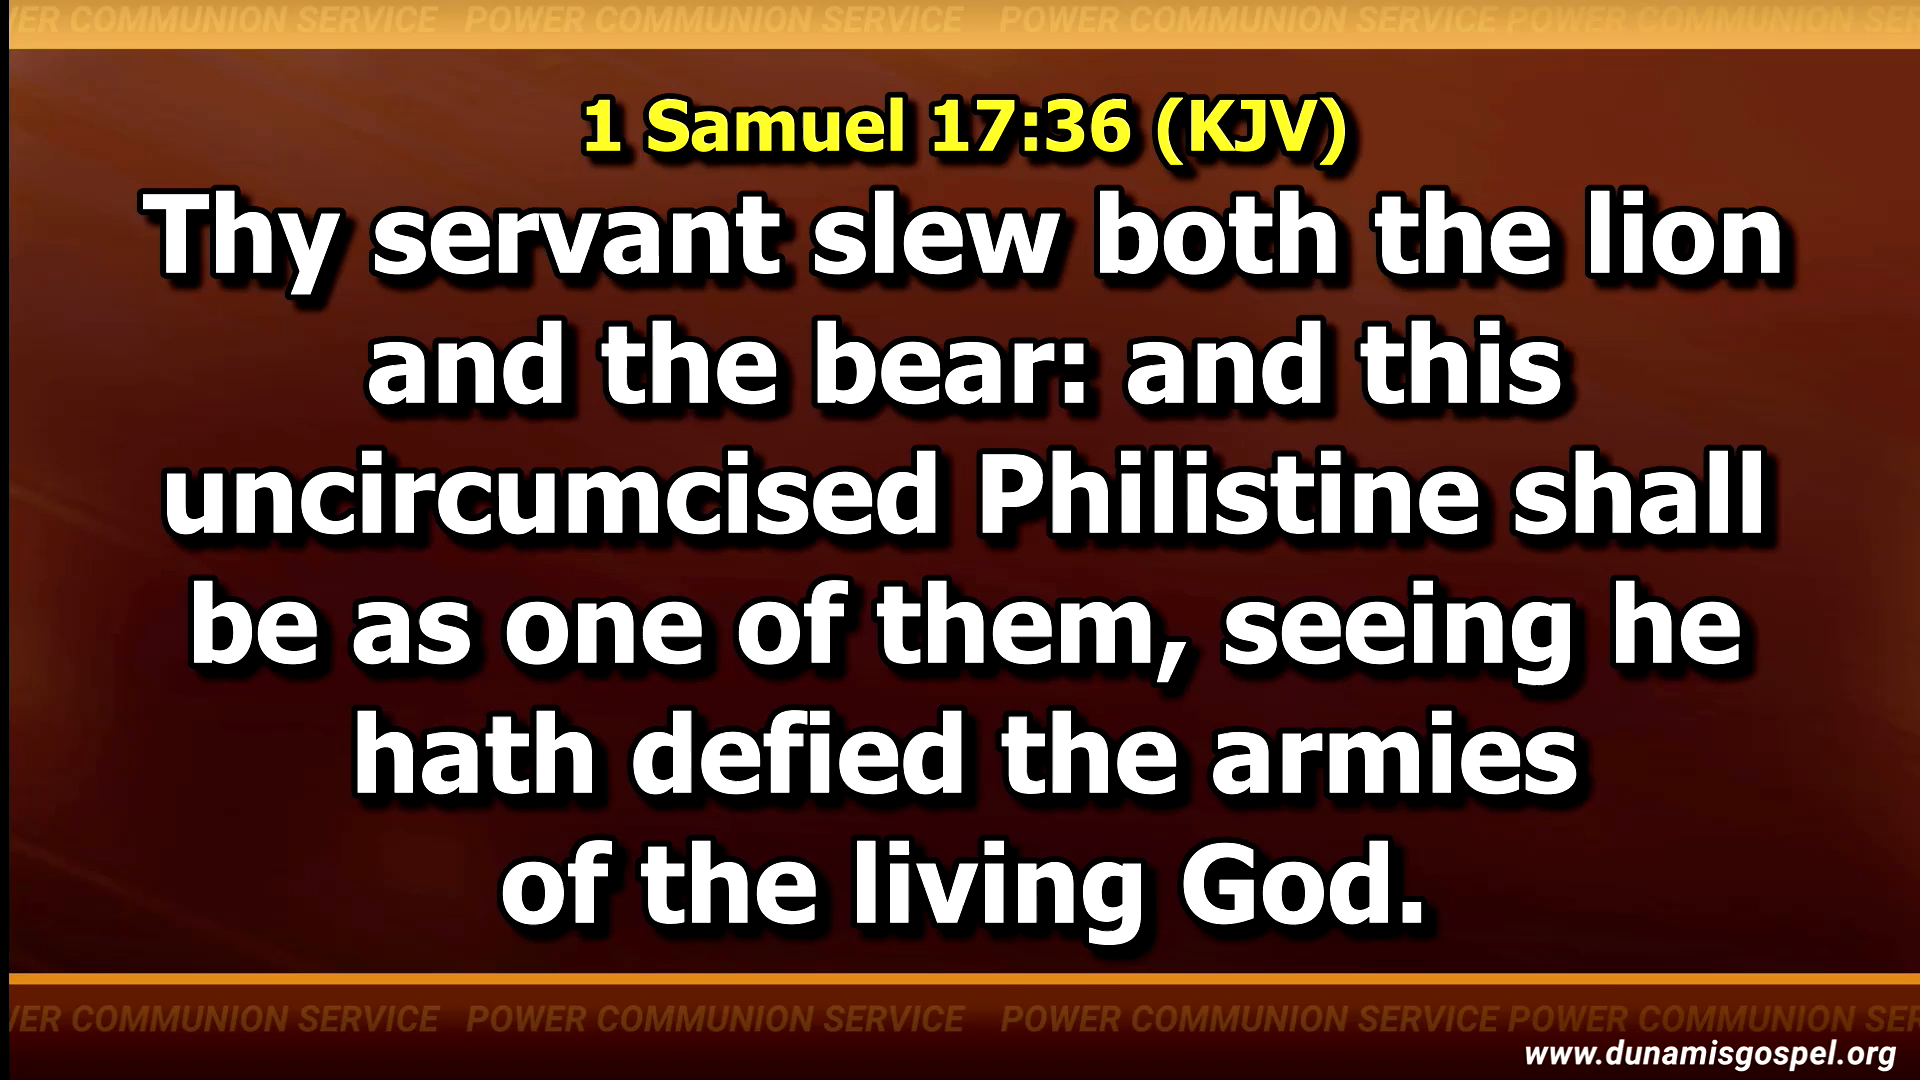 ER COMMUNION SERVICE POWER COMMUNION SERVICE POWER COMMUNION SERVICE POWER COMMUNION SER
1 Samuel 17:36 (KJV)
Thy servant slew both the lion
and the bear: and this
uncircumcised Philistine shall
be as one of them, seeing he
hath defied the armies
of the living God.
ER COMMUNION SERVICE POWER COMMUNION SERVICE POWER COMMUNION SERVICE POWER COMMUNION SER
www.dunamisgospel.org